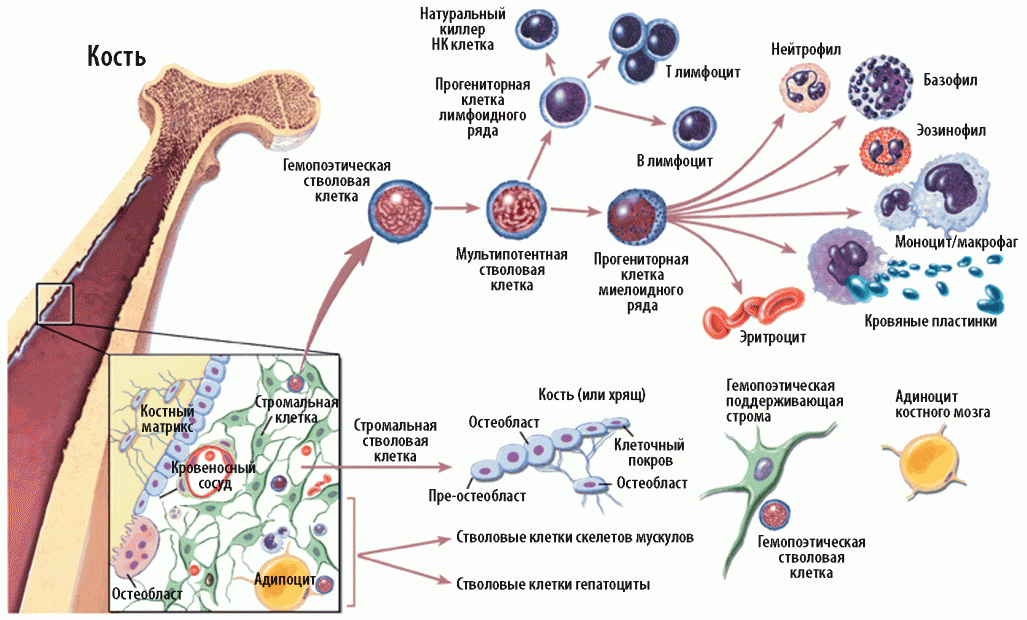 Кость
Натуральный
киллер
НК клетка
Прогениторная
клетка
лимфоидного
ряда
Т лимфоцит
В лимфоцит
Нейтрофил
Базофил
Эозинофил
Моноцит/макрофаг
Кровяные пластинки
Эритроцит
Гемопоэтическая
стволовая
клетка
Мультипотентная
стволовая
клетка
Прогениторная
клетка
миелоидного
ряда
Костный
матрикс
Стромальная
клетка
Кровеносный
сосуд
Остеобласт
Адипоцит
Стромальная
стволовая
клетка
Кость (или хрящ)
Остеобласт
Клеточный
покров
Остеобласт
Пре-остеобласт
Стволовые клетки скелетов мускулов
Стволовые клетки гепатоциты
Гемопоэтическая
поддерживающая
строма
Гемопоэтическая
стволовая
клетка
Адиноцит
костного мозга